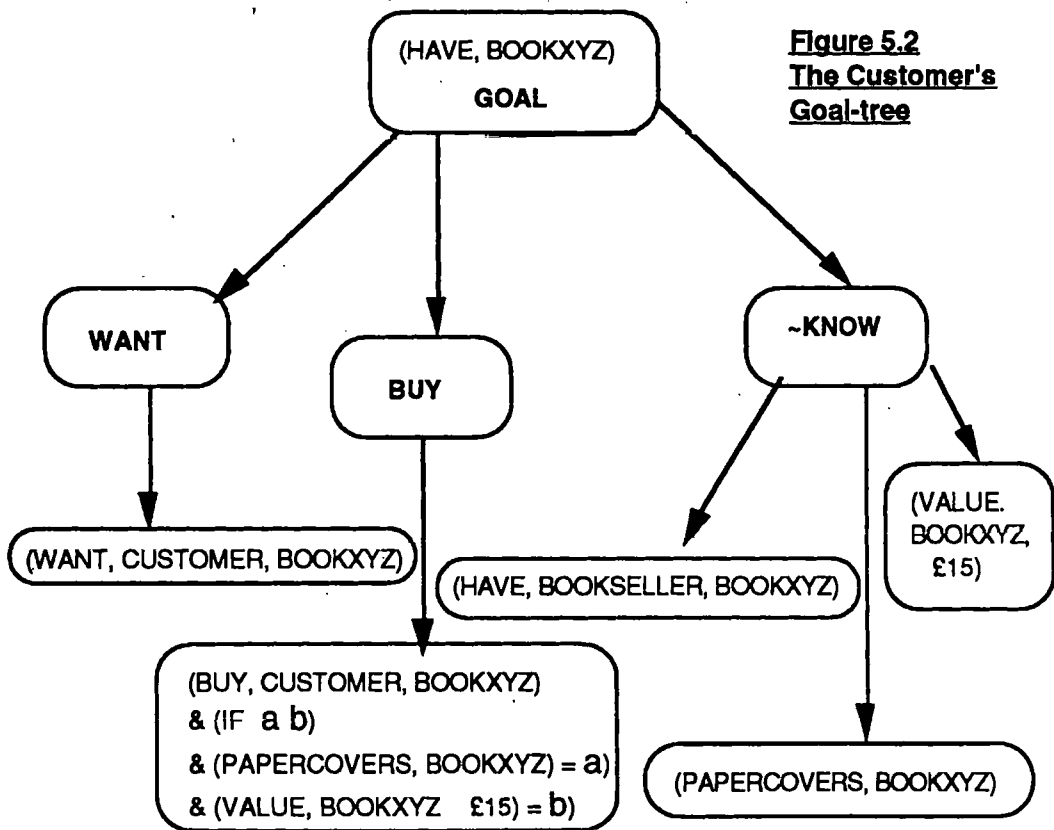 (HAVE, BOOKXYZ)
GOAL
Figure 5.2
The Customer's
Goal-tree
WANT
BUY
~KNOW
(WANT, CUSTOMER, BOOKXYZ)
(HAVE, BOOKSELLER, BOOKXYZ)
(VALUE.
BOOKXYZ,
£15)
(BUY, CUSTOMER, BOOKXYZ)
& (IF a b)
& (PAPERCOVERS, BOOKXYZ) = a)
& (VALUE, BOOKXYZ £15) = b)
(PAPERCOVERS, BOOKXYZ)